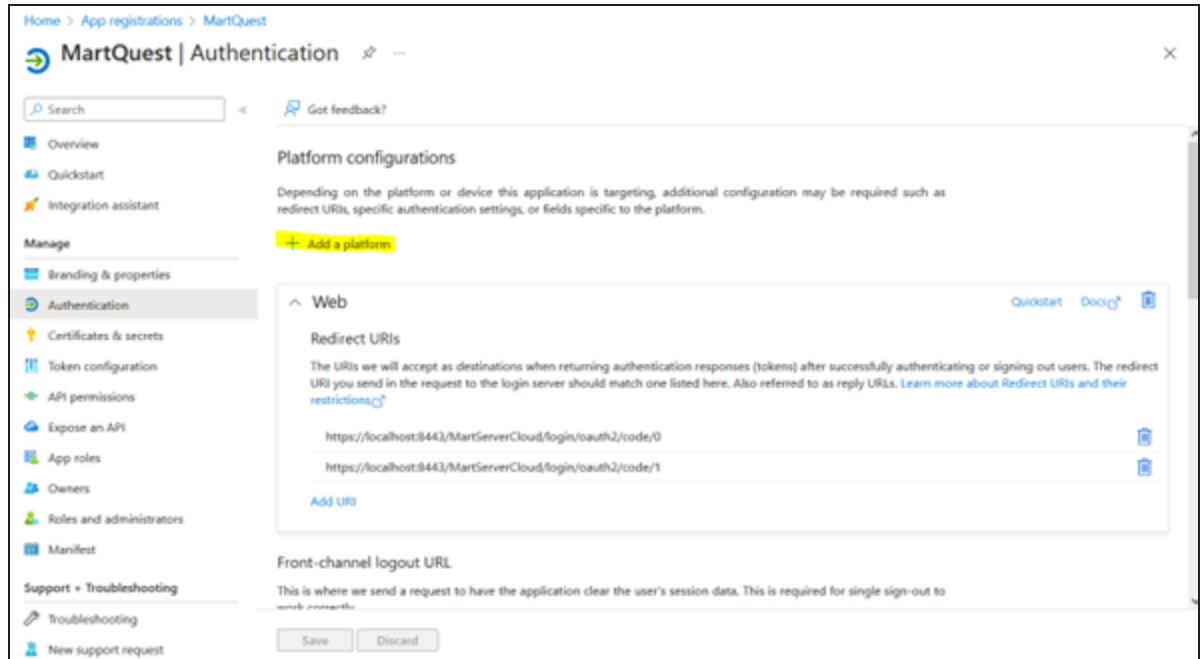 Home > App registrations > MartQuest
MartQuest | Authentication
Search
Got feedback?
Overview
Quickstart
Integration assistant
Manage
Branding & properties
Authentication
Certificates & secrets
Token configuration
API permissions
Expose an API
App roles
Owners
Roles and administrators
Manifest
Support + Troubleshooting
Troubleshooting
New support request
Platform configurations
Depending on the platform or device this application is targeting, additional configuration may be required such as
redirect URIs, specific authentication settings, or fields specific to the platform.
Add a platform
Web
Quickstart Docs
Redirect URIs
The URIs we will accept as destinations when returning authentication responses (tokens) after successfully authenticating or signing out users. The redirect
URI you send in the request to the login server should match one listed here. Also referred to as reply URLs. Learn more about Redirect URIs and their
restrictions
https://localhost:8443/MartServerCloud/login/oauth2/code/0
https://localhost:8443/MartServerCloud/login/oauth2/code/1
Add URI
Front-channel logout URL
This is where we send a request to have the application clear the user's session data. This is required for single sign-out to
work correctly.
Save Discard